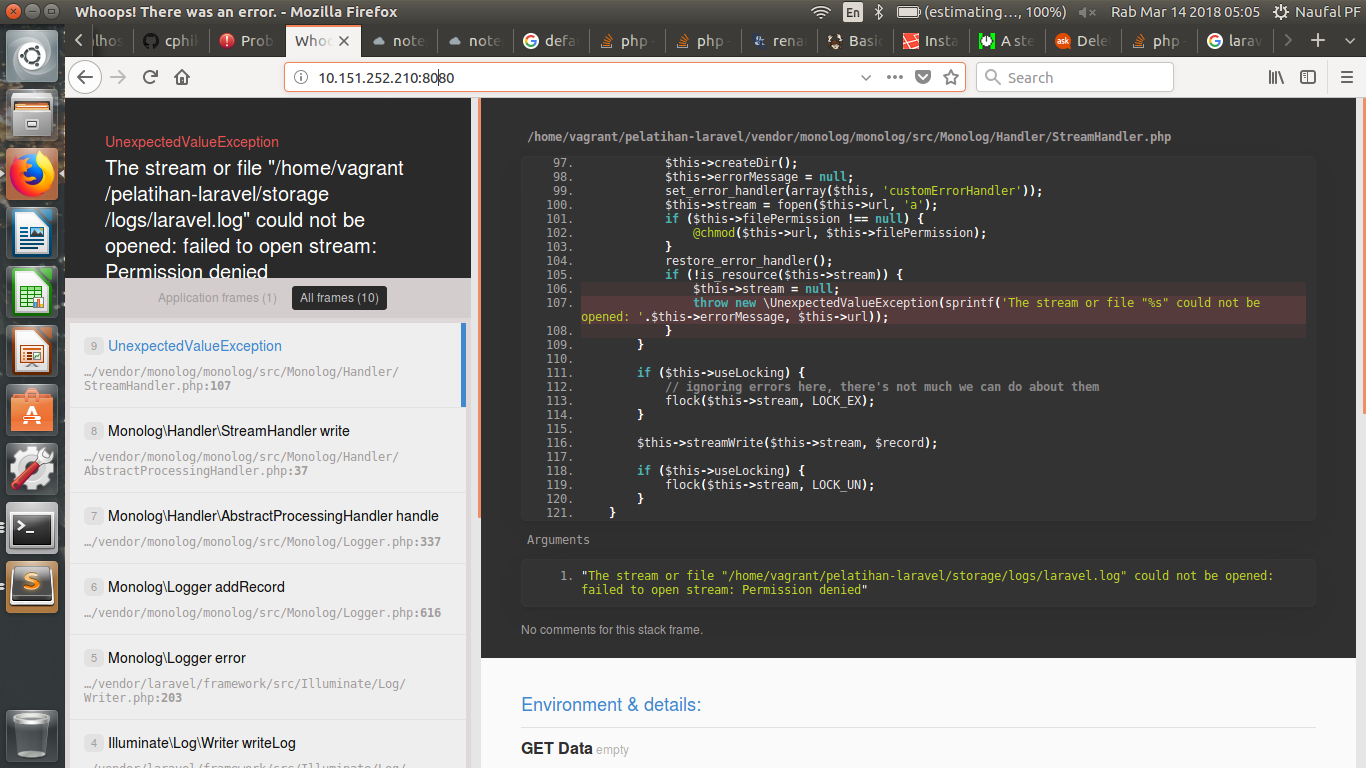 Whoops! There was an error. - Mozilla Firefox
En
(estimating..., 100%)
Rab Mar 14 2018 05:05
Naufal PF
lhos
cphi
Prob
Whoo
note
note
defa
php-
php-
rena
Basic
Insta
A ste
ask
Dele
php-
larav
10.151.252.210:8080
Search
UnexpectedValueException
The stream or file "/home/vagrant
/pelatihan-laravel/storage
/logs/laravel.log" could not be
opened: failed to open stream:
Permission denied
Application frames (1)
All frames (10)
9 UnexpectedValueException
…/vendor/monolog/monolog/src/Monolog/Handler/
StreamHandler.php:107
8 Monolog\Handler\StreamHandler write
…/vendor/monolog/monolog/src/Monolog/Handler/
AbstractProcessingHandler.php:37
7 Monolog\Handler\AbstractProcessingHandler handle
…/vendor/monolog/monolog/src/Monolog/Logger.php:337
6 Monolog\Logger addRecord
…/vendor/monolog/monolog/src/Monolog/Logger.php:616
5 Monolog\Logger error
…/vendor/laravel/framework/src/Illuminate/Log/
Writer.php:203
4 Illuminate\Log\Writer writeLog
…/vendor/laravel/framework/src/Illuminate/Log/
/home/vagrant/pelatihan-laravel/vendor/monolog/monolog/src/Monolog/Handler/StreamHandler.php
97. $this->createDir();
98. $this->errorMessage = null;
99. set_error_handler(array($this, 'customErrorHandler'));
100. $this->stream = fopen($this->url, 'a');
101. if ($this->filePermission !== null) {
102. @chmod($this->url, $this->filePermission);
103. }
104. restore_error_handler();
105. if (!is_resource($this->stream)) {
106. $this->stream = null;
107. throw new \UnexpectedValueException(sprintf('The stream or file "%s" could not be
opened: '.$this->errorMessage, $this->url));
108. }
109. }
110.
111. if ($this->useLocking) {
112. // ignoring errors here, there's not much we can do about them
113. flock($this->stream, LOCK_EX);
114. }
115.
116. $this->streamWrite($this->stream, $record);
117.
118. if ($this->useLocking) {
119. flock($this->stream, LOCK_UN);
120. }
121. }
Arguments
1. "The stream or file "/home/vagrant/pelatihan-laravel/storage/logs/laravel.log" could not be opened:
failed to open stream: Permission denied"
No comments for this stack frame.
Environment & details:
GET Data empty